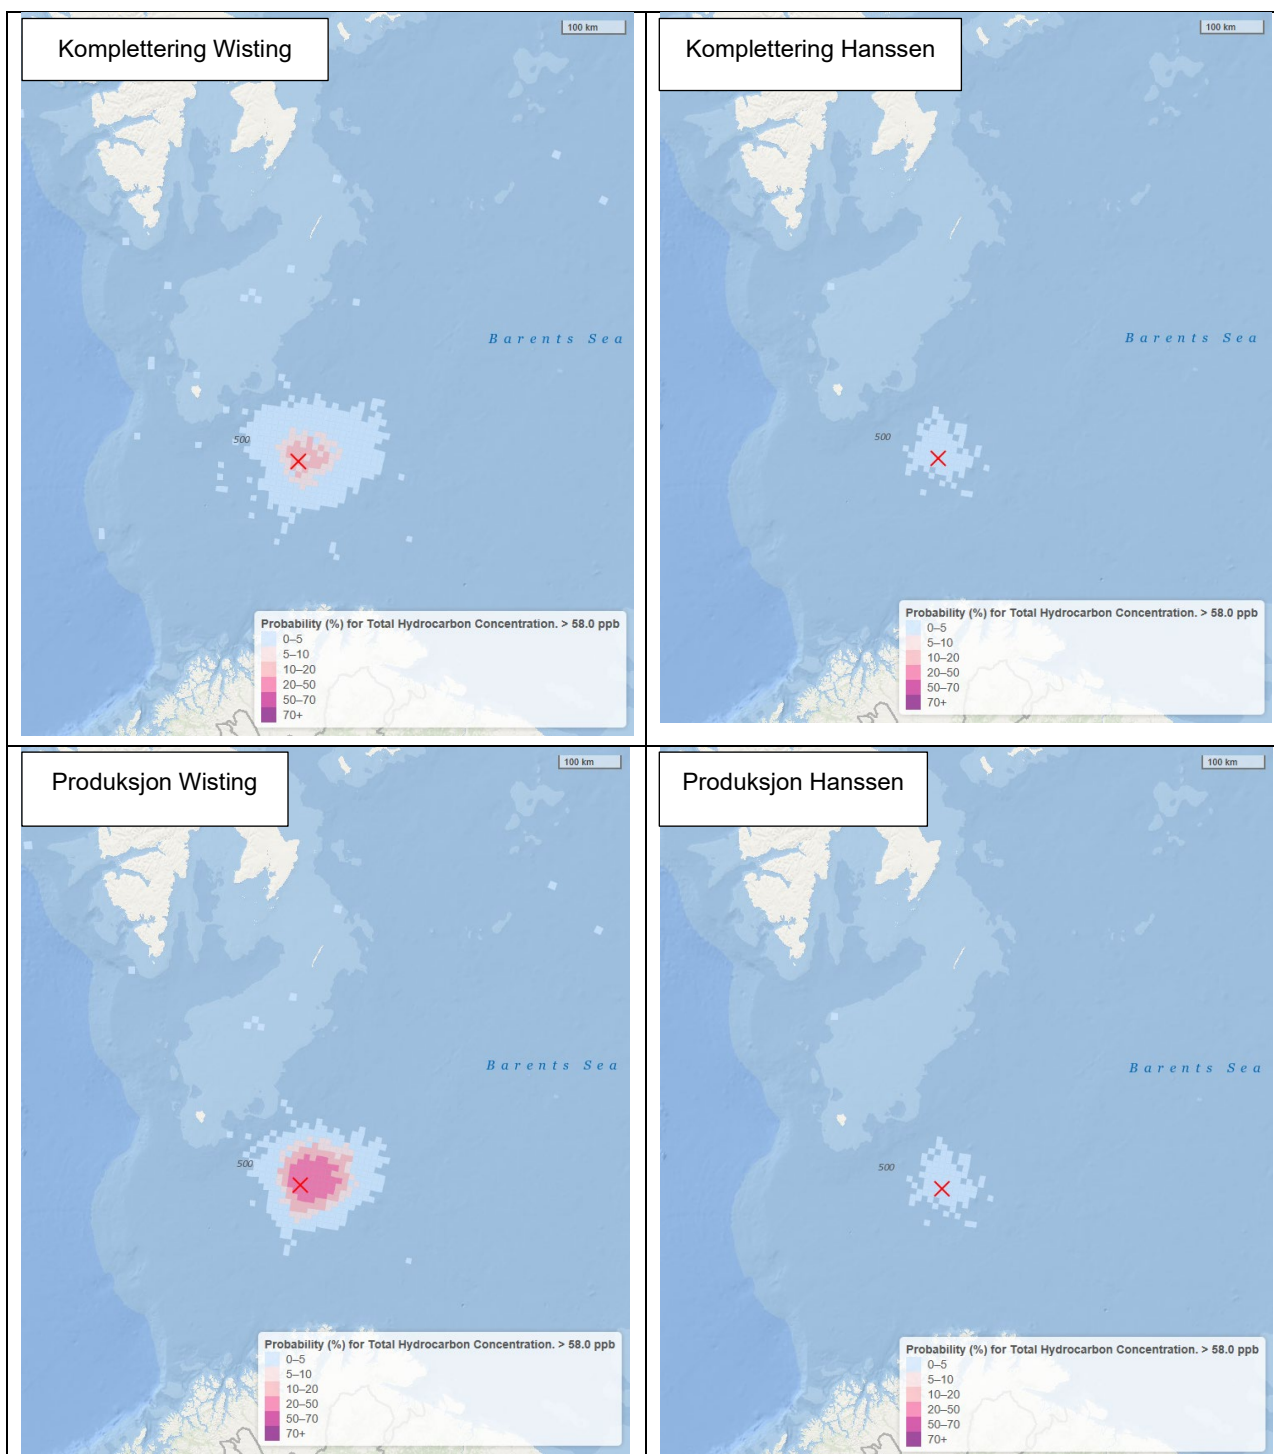 Komplettering Wisting
100 km
Barents Sea
500
Probability (%) for Total Hydrocarbon Concentration. > 58.0 ppb
0–5
5–10
10–20
20–50
50–70
70+
Komplettering Hanssen
100 km
Barents Sea
500
Probability (%) for Total Hydrocarbon Concentration. > 58.0 ppb
0–5
5–10
10–20
20–50
50–70
70+
Produksjon Wisting
100 km
Barents Sea
500
Probability (%) for Total Hydrocarbon Concentration. > 58.0 ppb
0–5
5–10
10–20
20–50
50–70
70+
Produksjon Hanssen
100 km
Barents Sea
500
Probability (%) for Total Hydrocarbon Concentration. > 58.0 ppb
0–5
5–10
10–20
20–50
50–70
70+